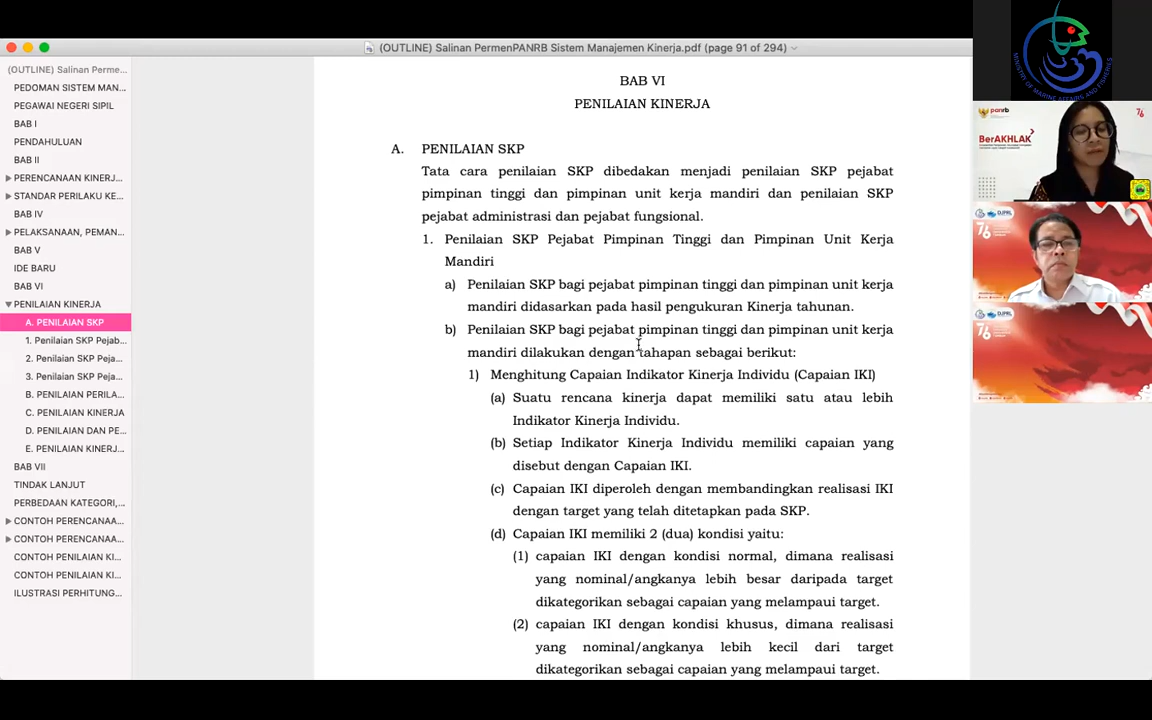 (OUTLINE) Salinan PermenPANRB Sistem Manajemen Kinerja.pdf (page 91 of 294)
(OUTLINE) Salinan Perme...
PEDOMAN SISTEM MAN...
PEGAWAI NEGERI SIPIL
BAB I
PENDAHULUAN
BAB II
PERENCANAAN KINERJ...
STANDAR PERILAKU KE...
BAB IV
PELAKSANAAN, PEMAN...
BAB V
IDE BARU
BAB VI
PENILAIAN KINERJA
A. PENILAIAN SKP
1. Penilaian SKP Pejab...
2. Penilaian SKP Peja...
3. Penilaian SKP Peja...
B. PENILAIAN PERILA...
C. PENILAIAN KINERJA
D. PENILAIAN DAN PE...
E. PENILAIAN KINERJ...
BAB VII
TINDAK LANJUT
PERBEDAAN KATEGORI,...
CONTOH PERENCANAA...
CONTOH PERENCANAA...
CONTOH PENILAIAN KI...
CONTOH PENILAIAN KI...
ILUSTRASI PERHITUNG...
BAB VI
PENILAIAN KINERJA
A. PENILAIAN SKP
Tata cara penilaian SKP dibedakan menjadi penilaian SKP pejabat
pimpinan tinggi dan pimpinan unit kerja mandiri dan penilaian SKP
pejabat administrasi dan pejabat fungsional.
1. Penilaian SKP Pejabat Pimpinan Tinggi dan Pimpinan Unit Kerja
Mandiri
a) Penilaian SKP bagi pejabat pimpinan tinggi dan pimpinan unit kerja
mandiri didasarkan pada hasil pengukuran Kinerja tahunan.
b) Penilaian SKP bagi pejabat pimpinan tinggi dan pimpinan unit kerja
mandiri dilakukan dengan tahapan sebagai berikut:
1) Menghitung Capaian Indikator Kinerja Individu (Capaian IKI)
(a) Suatu rencana kinerja dapat memiliki satu atau lebih
Indikator Kinerja Individu.
(b) Setiap Indikator Kinerja Individu memiliki capaian yang
disebut dengan Capaian IKI.
(c) Capaian IKI diperoleh dengan membandingkan realisasi IKI
dengan target yang telah ditetapkan pada SKP.
(d) Capaian IKI memiliki 2 (dua) kondisi yaitu:
(1) capaian IKI dengan kondisi normal, dimana realisasi
yang nominal/angkanya lebih besar daripada target
dikategorikan sebagai capaian yang melampaui target.
(2) capaian IKI dengan kondisi khusus, dimana realisasi
yang nominal/angkanya lebih kecil dari target
dikategorikan sebagai capaian yang melampaui target.
MINISTRY OF MARINE AFFAIRS AND FISHERIES
panrb
76
BerAKHLAK
DJPRL
76
DJPRL
76